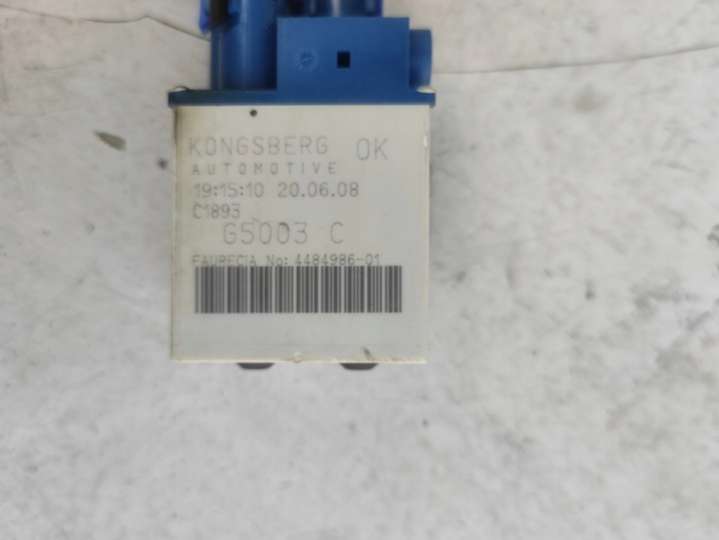 KONGSBERG OK
AUTOMOTIVE
19:15:10 20.06.08
C1893
G5003 C
FAURECIA No: 4484986-01